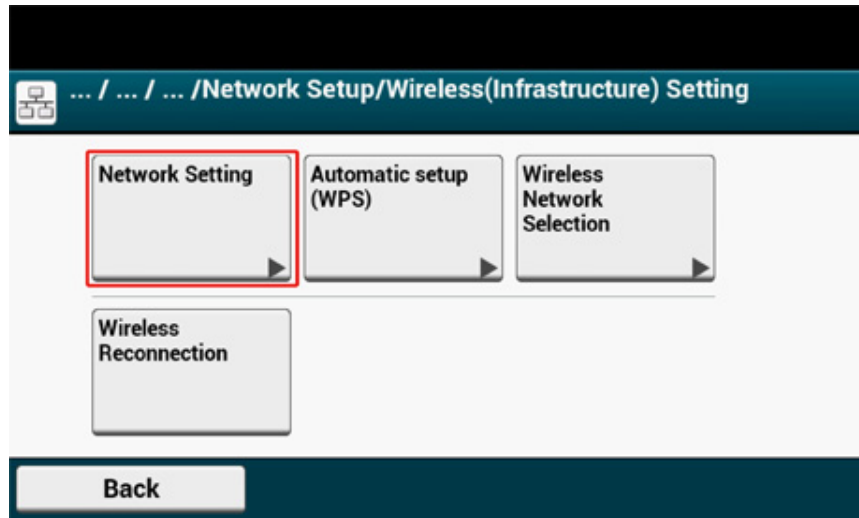 ... / ... / ... /Network Setup/Wireless(Infrastructure) Setting
Network Setting
Automatic setup
(WPS)
Wireless
Network
Selection
Wireless
Reconnection
Back